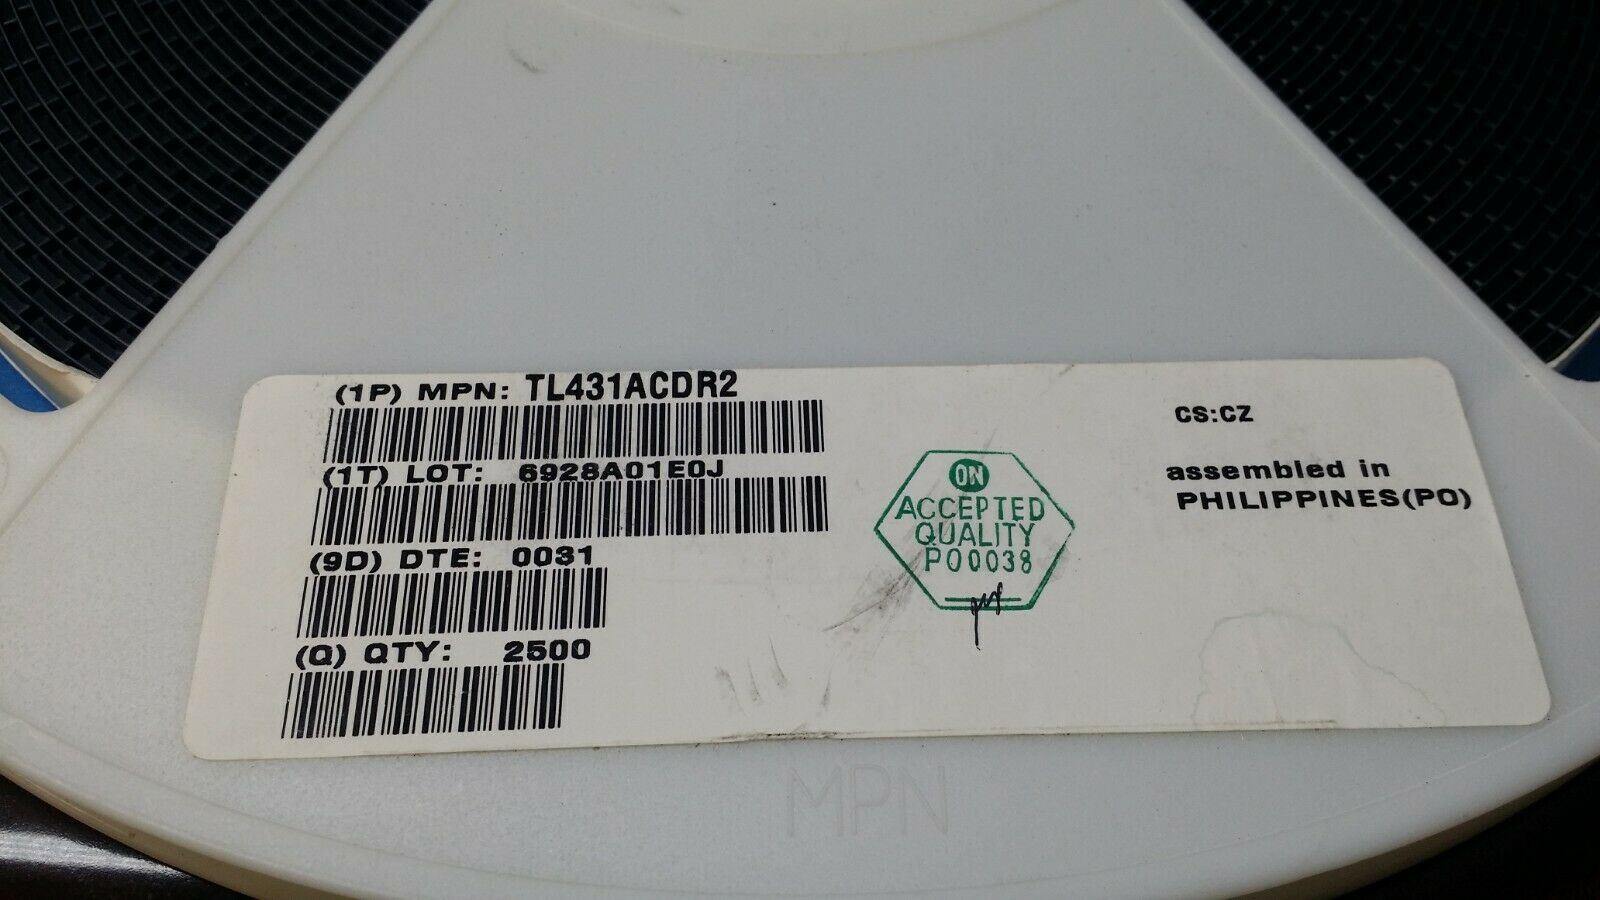 (1P) MPN: TL431ACDR2
(1T) LOT: 6928A01E0J
(9D) DTE: 0031
(Q) QTY: 2500
ON
ACCEPTED
QUALITY
PO0038
CS:CZ
assembled in
PHILIPPINES(PO)
MPN